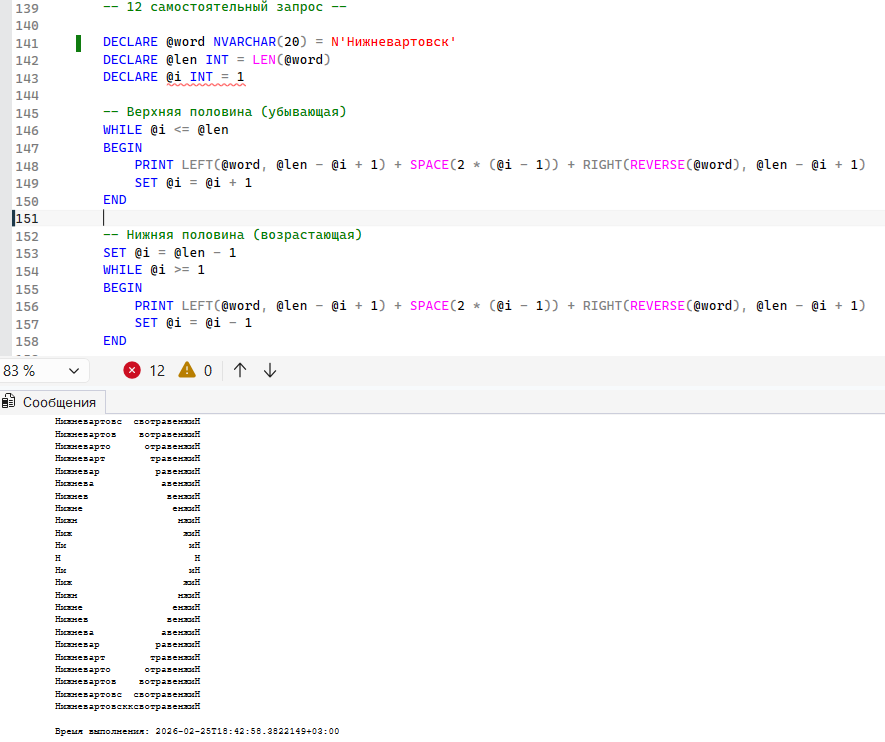 139 -- 12 самостоятельный запрос --
140
141 DECLARE @word NVARCHAR(20) = N'Нижневартовск'
142 DECLARE @len INT = LEN(@word)
143 DECLARE @i INT = 1
144
145 -- Верхняя половина (убывающая)
146 WHILE @i <= @len
147 BEGIN
148     PRINT LEFT(@word, @len - @i + 1) + SPACE(2 * (@i - 1)) + RIGHT(REVERSE(@word), @len - @i + 1)
149     SET @i = @i + 1
150 END
151
152 -- Нижняя половина (возрастающая)
153 SET @i = @len - 1
154 WHILE @i >= 1
155 BEGIN
156     PRINT LEFT(@word, @len - @i + 1) + SPACE(2 * (@i - 1)) + RIGHT(REVERSE(@word), @len - @i + 1)
157     SET @i = @i - 1
158 END
83 % 12 0
Сообщения
Нижневартовс  свотравенжиН
Нижневартов    вотравенжиН
Нижневарто      отравенжиН
Нижневарт        травенжиН
Нижневар          равенжиН
Нижнева            авенжиН
Нижнев              венжиН
Нижне                енжиН
Нижн                  нжиН
Ниж                    жиН
Ни                      иН
Н                        Н
Ни                      иН
Ниж                    жиН
Нижн                  нжиН
Нижне                енжиН
Нижнев              венжиН
Нижнева            авенжиН
Нижневар          равенжиН
Нижневарт        травенжиН
Нижневарто      отравенжиН
Нижневартов    вотравенжиН
Нижневартовс  свотравенжиН
НижневартовскксвотравенжиН
Время выполнения: 2026-02-25T18:42:58.3822149+03:00